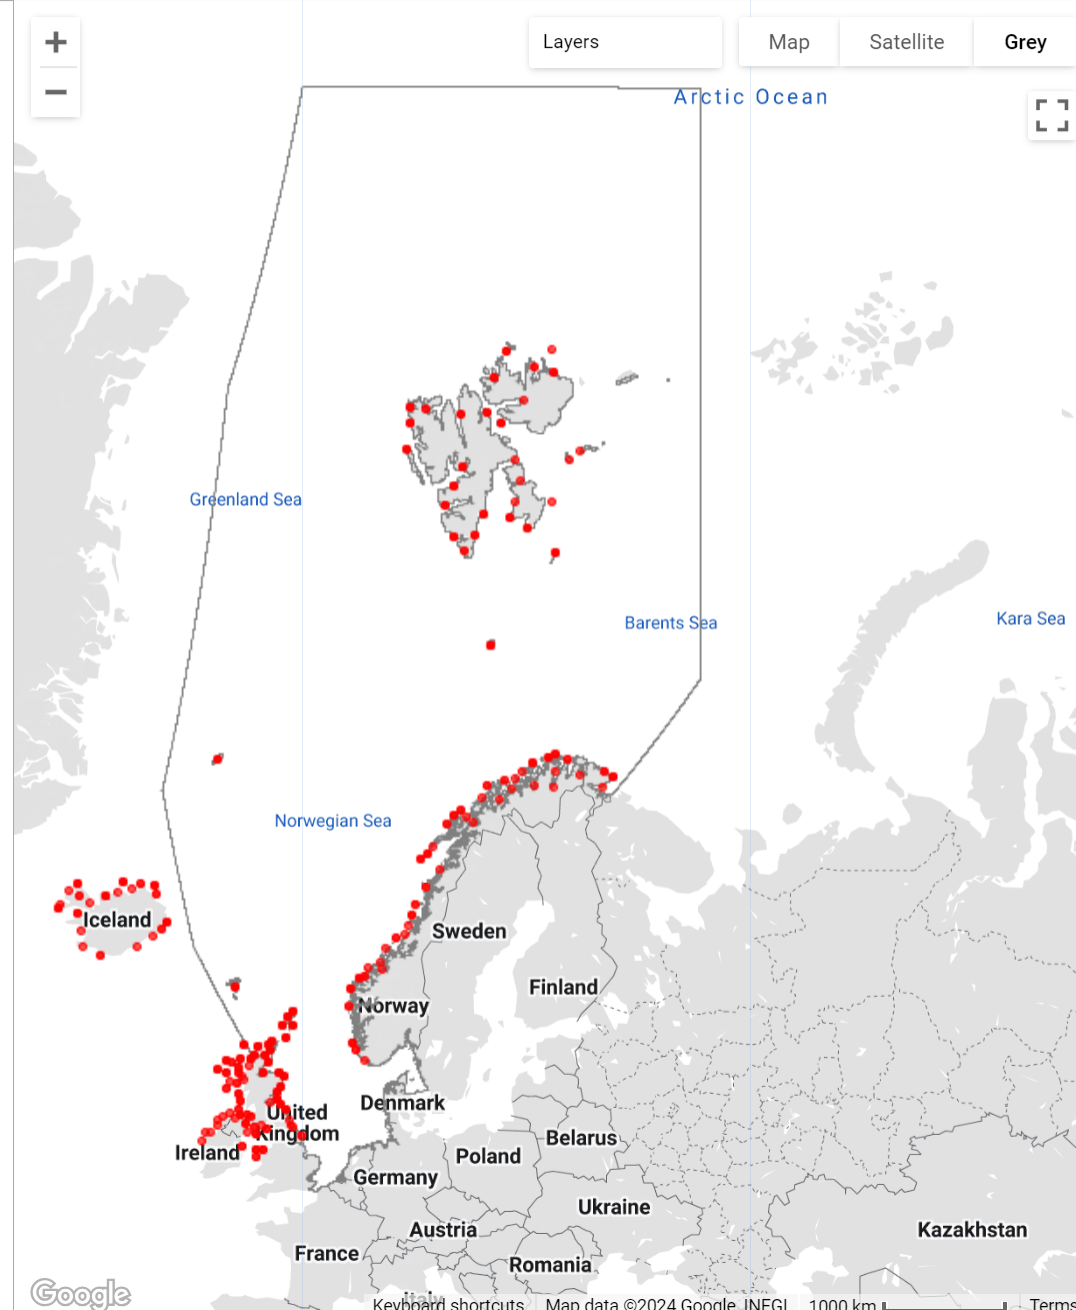 +
Layers
Map
Satellite
Grey
−
Arctic Ocean
Greenland Sea
Barents Sea
Kara Sea
Norwegian Sea
Iceland
Sweden
Finland
Norway
Denmark
United
Kingdom
Ireland
Belarus
Poland
Germany
Ukraine
Austria
Kazakhstan
France
Romania
Italy
Google
Keyboard shortcuts
Map data ©2024 Google, INEGI
1000 km
Terms